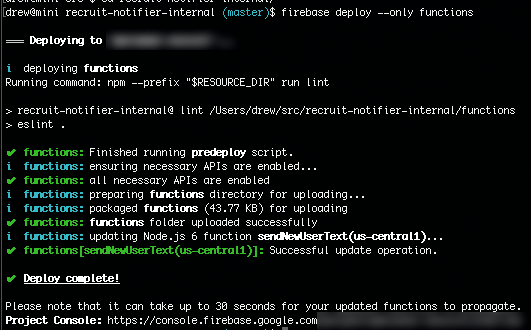 drew@mini recruit-notifier-internal (master)$ firebase deploy --only functions
=== Deploying to
i deploying functions
Running command: npm --prefix "$RESOURCE_DIR" run lint
> recruit-notifier-internal@ lint /Users/drew/src/recruit-notifier-internal/functions
> eslint .
✔ functions: Finished running predeploy script.
i functions: ensuring necessary APIs are enabled...
✔ functions: all necessary APIs are enabled
i functions: preparing functions directory for uploading...
i functions: packaged functions (43.77 KB) for uploading
✔ functions: functions folder uploaded successfully
i functions: updating Node.js 6 function sendNewUserText(us-central1)...
✔ functions[sendNewUserText(us-central1)]: Successful update operation.
✔ Deploy complete!
Please note that it can take up to 30 seconds for your updated functions to propagate.
Project Console: https://console.firebase.google.com